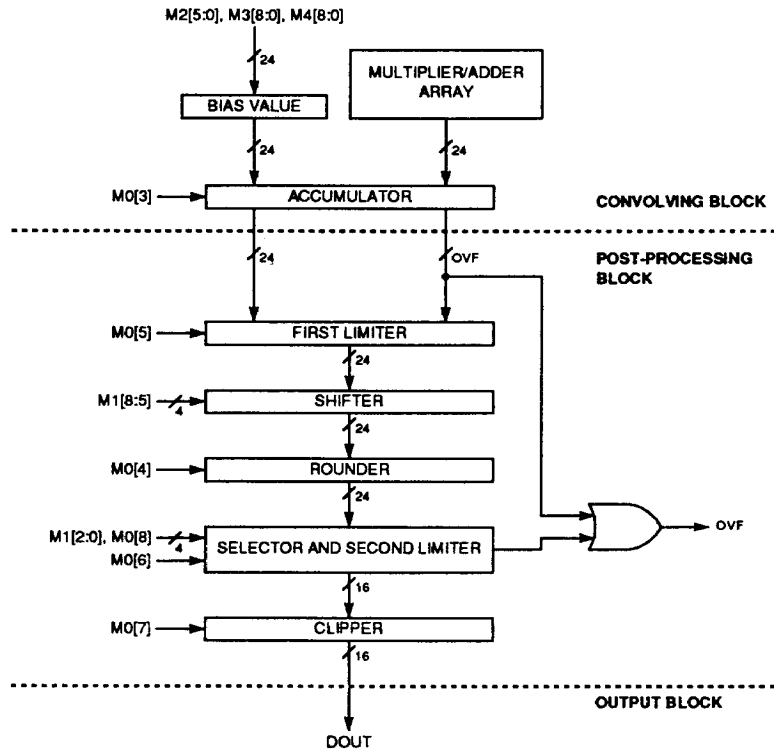 M2[5:0], M3[8:0], M4[8:0]
24
MULTIPLIER/ADDER
ARRAY
BIAS VALUE
24
24
M0[3]
ACCUMULATOR
CONVOLVING BLOCK
24
OVF
POST-PROCESSING
BLOCK
M0[5]
FIRST LIMITER
24
M1[8:5]
4
SHIFTER
24
M0[4]
ROUNDER
24
M1[2:0], M0[8]
4
M0[6]
SELECTOR AND SECOND LIMITER
OVF
16
M0[7]
CLIPPER
16
OUTPUT BLOCK
DOUT